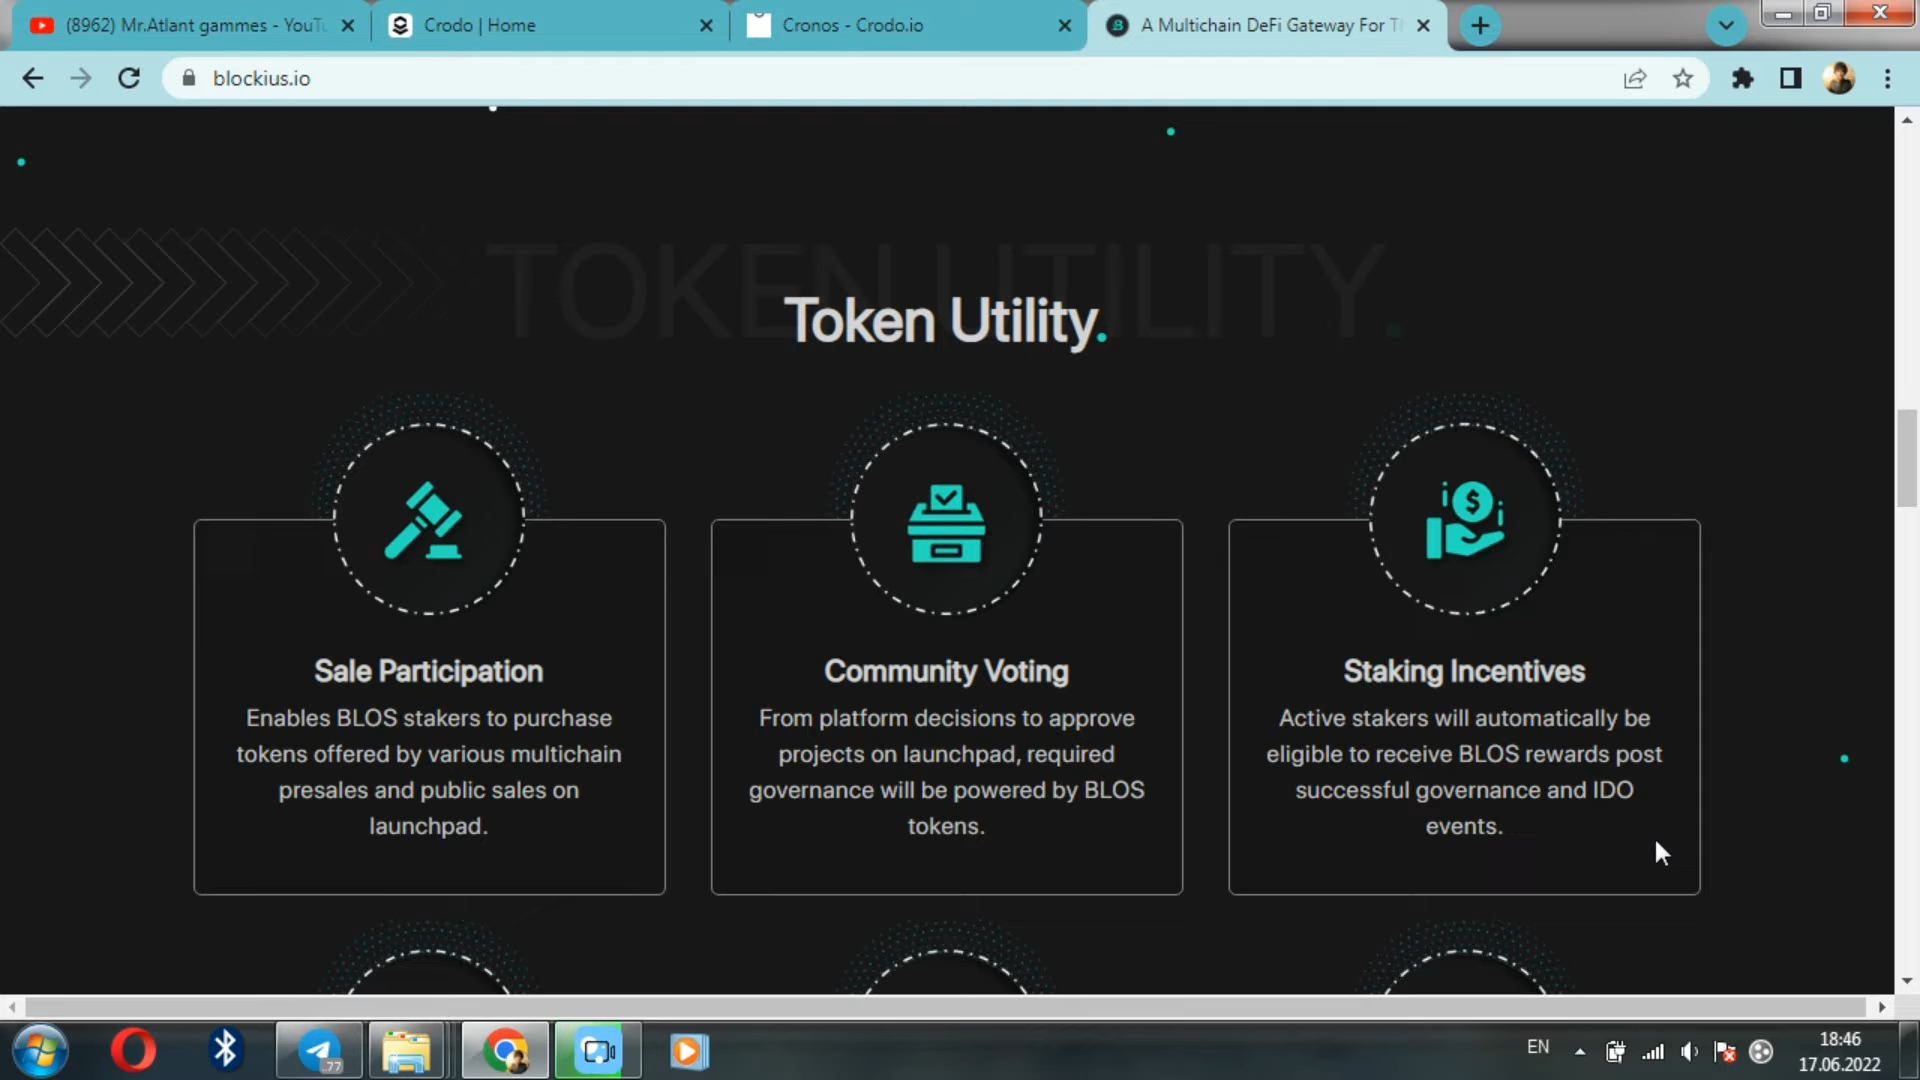 (8962) Mr.Atlant gammes - YouTu
Crodo | Home
Cronos - Crodo.io
A Multichain DeFi Gateway For Th
blockius.io
TOKEN UTILITY.
Token Utility.
Sale Participation
Enables BLOS stakers to purchase
tokens offered by various multichain
presales and public sales on
launchpad.
Community Voting
From platform decisions to approve
projects on launchpad, required
governance will be powered by BLOS
tokens.
Staking Incentives
Active stakers will automatically be
eligible to receive BLOS rewards post
successful governance and IDO
events.
77
EN
18:46
17.06.2022